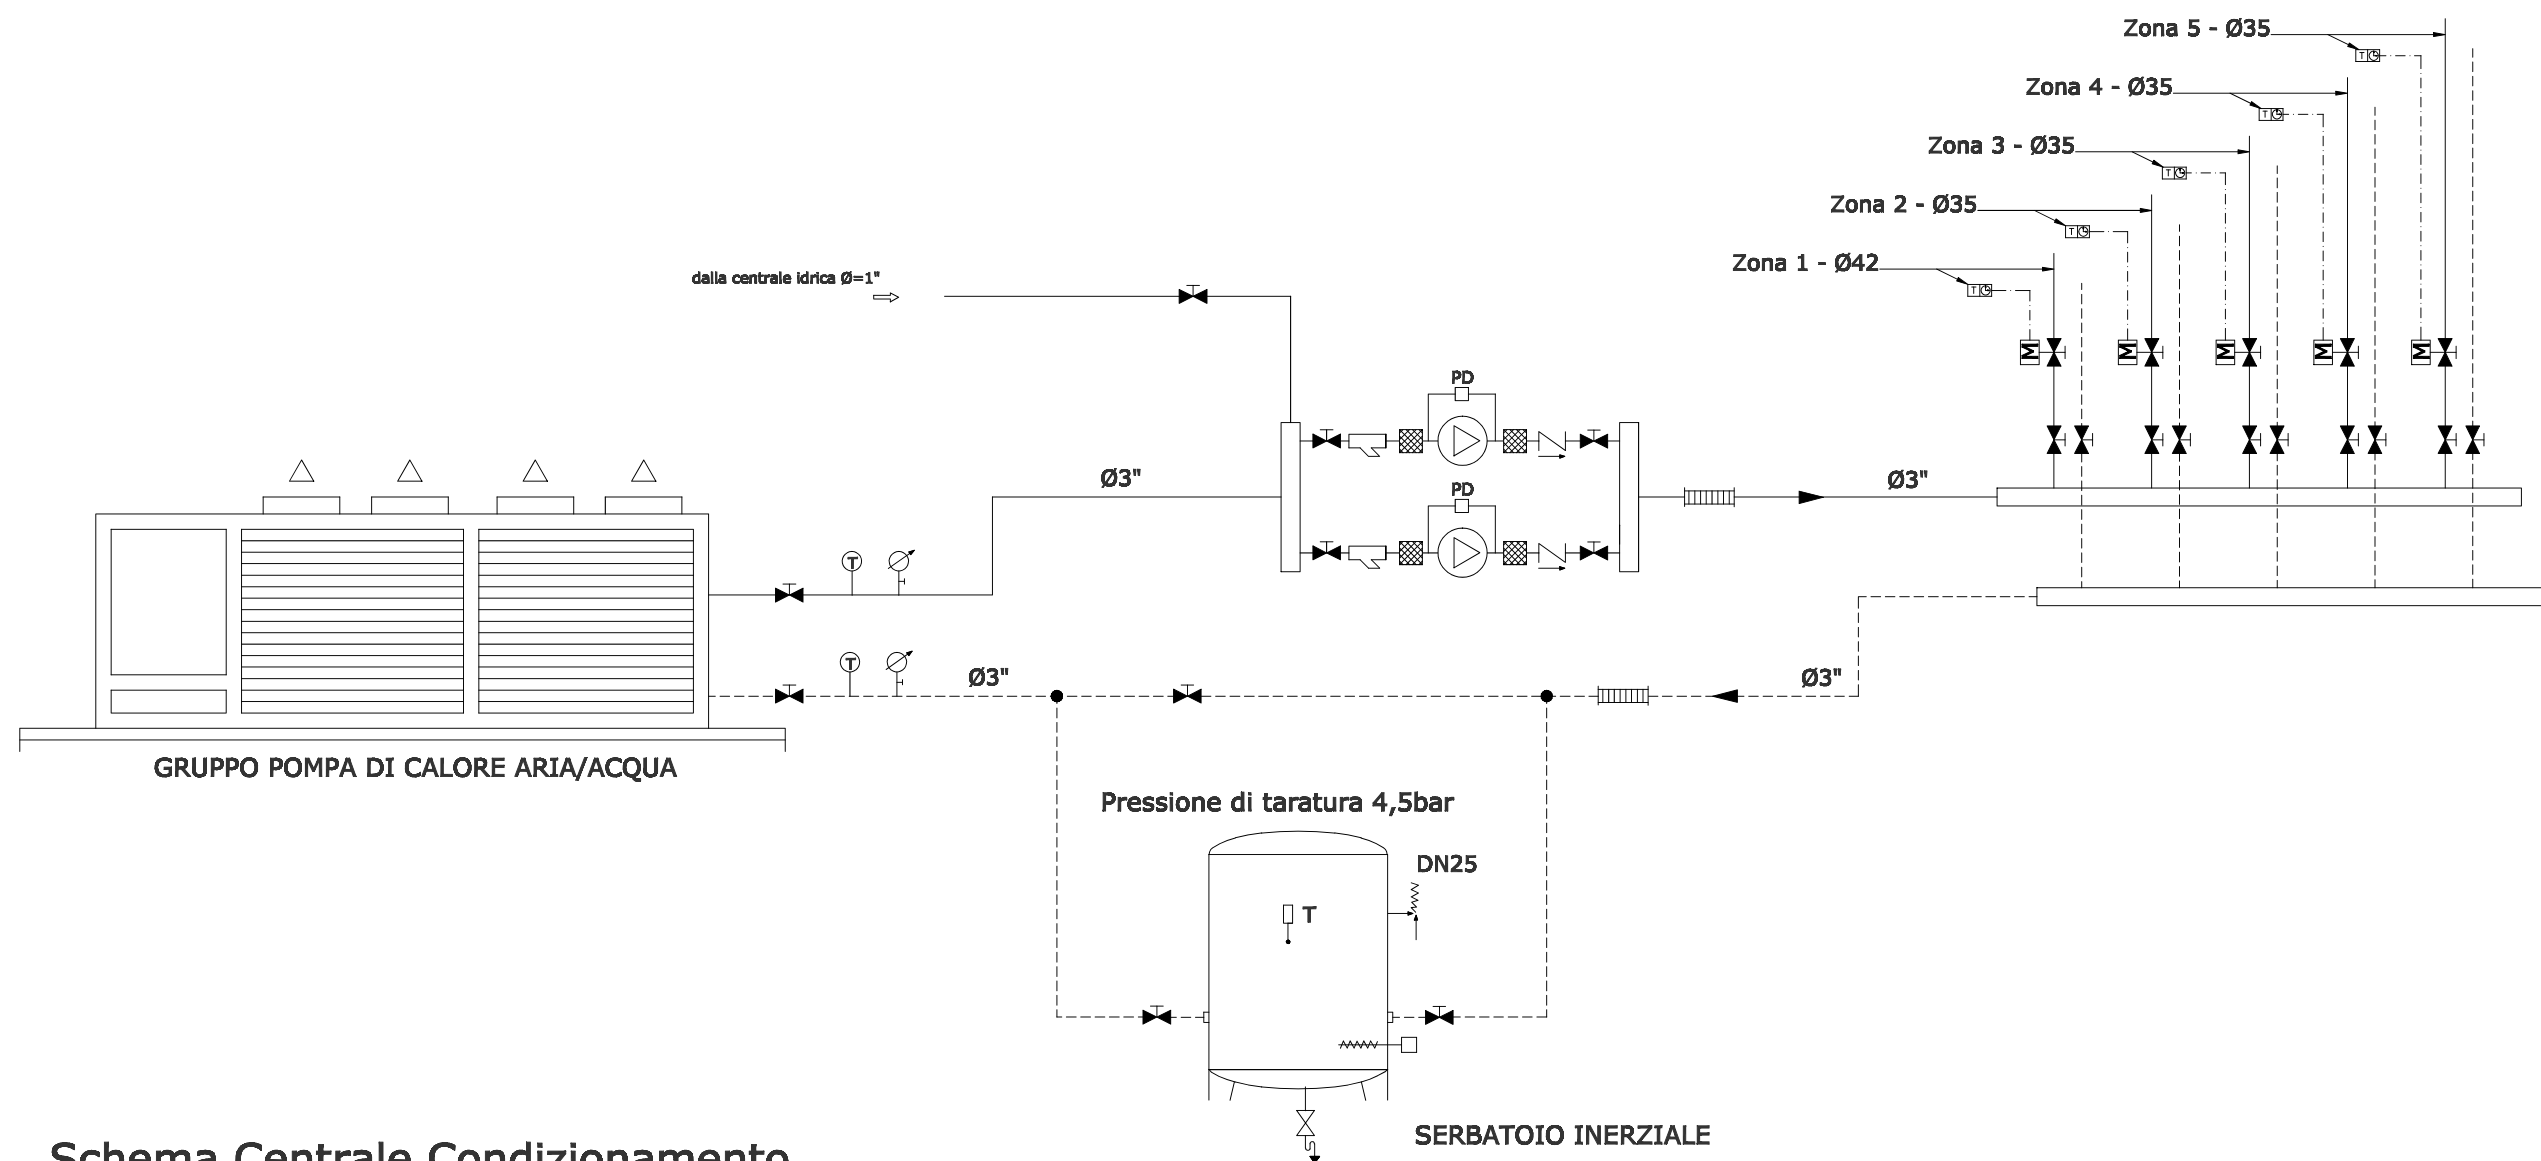 Zona 5 - Ø35
T
Zona 4 - Ø35
T
Zona 3 - Ø35
T
Zona 2 - Ø35
T
Zona 1 - Ø42
T
dalla centrale idrica Ø=1"
M M M M M
PD
Ø3"
Ø3"
PD
T
T
Ø3"
Ø3"
GRUPPO POMPA DI CALORE ARIA/ACQUA
Pressione di taratura 4,5bar
DN25
T
SERBATOIO INERZIALE
Schema Centrale Condizionamento